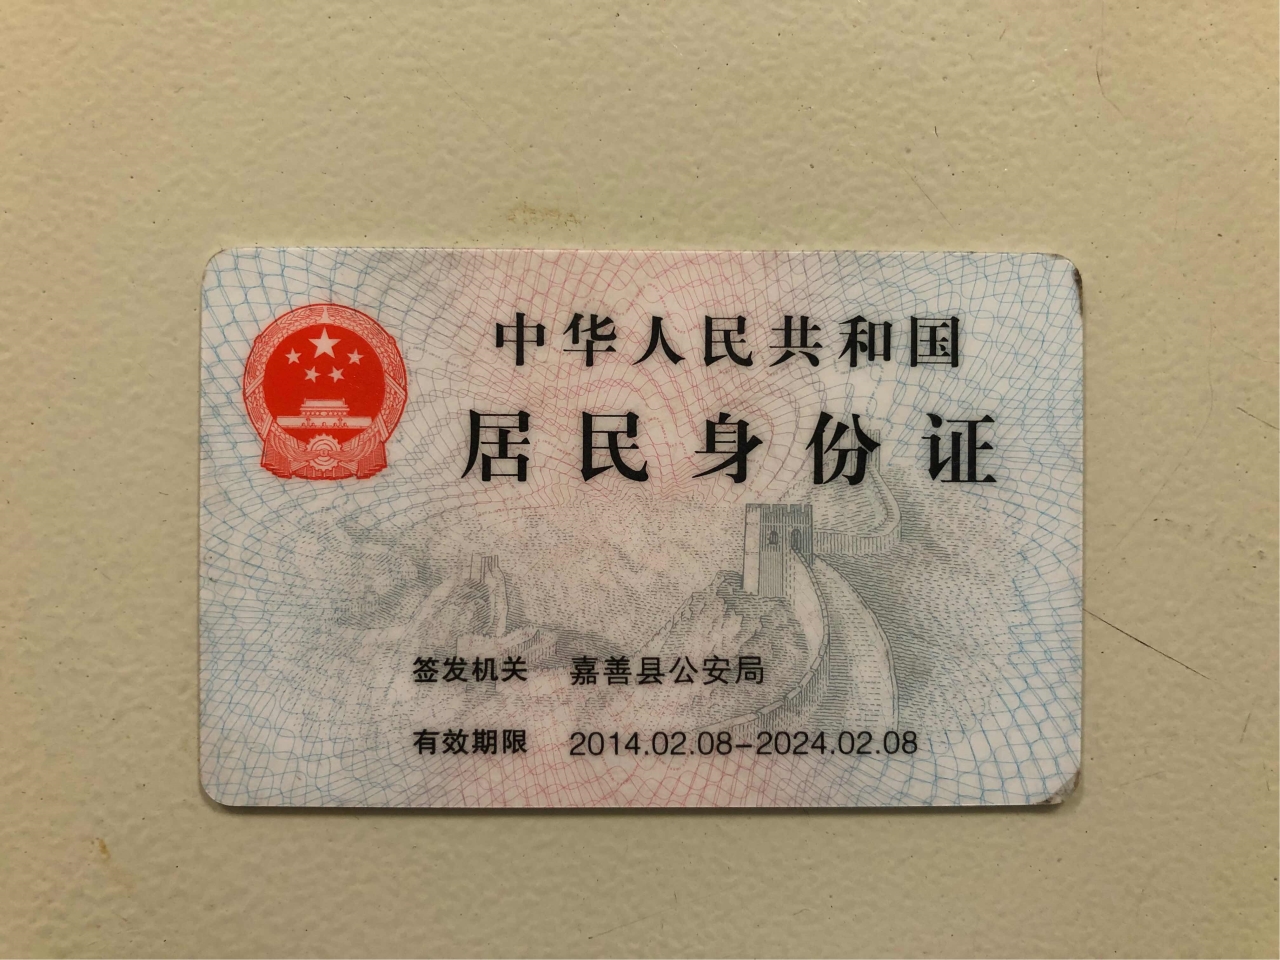 中华人民共和国
居民身份证
签发机关 嘉善县公安局
有效期限 2014.02.08-2024.02.08